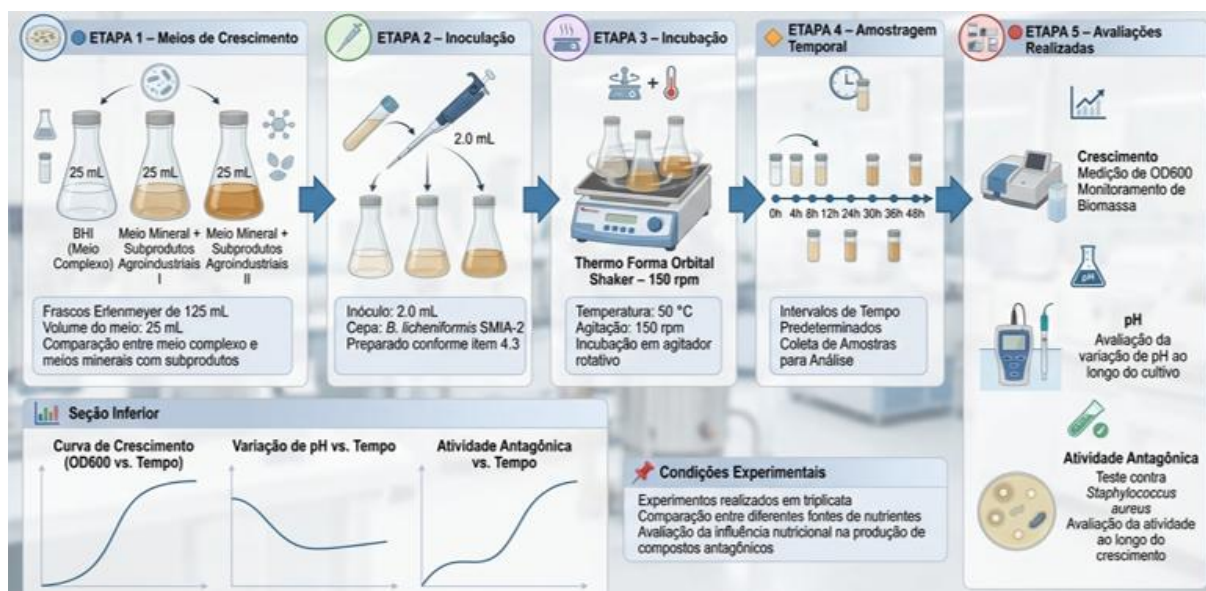 ETAPA 1 – Meios de Crescimento
25 mL
25 mL
25 mL
BHI
(Meio
Complexo)
Meio Mineral +
Subprodutos
Agroindustriais
I
Meio Mineral +
Subprodutos
Agroindustriais
II
Frascos Erlenmeyer de 125 mL
Volume do meio: 25 mL
Comparação entre meio complexo e
meios minerais com subprodutos
ETAPA 2 – Inoculação
2.0 mL
Inóculo: 2.0 mL
Cepa: B. licheniformis SMIA-2
Preparado conforme item 4.3
ETAPA 3 – Incubação
+
Thermo Forma Orbital
Shaker – 150 rpm
Temperatura: 50 °C
Agitação: 150 rpm
Incubação em agitador
rotativo
ETAPA 4 – Amostragem
Temporal
0h 4h 8h 12h 24h 30h 36h 48h
Intervalos de Tempo
Predeterminados
Coleta de Amostras
para Análise
ETAPA 5 – Avaliações
Realizadas
Crescimento
Medição de OD600
Monitoramento de
Biomassa
pH
pH
Avaliação da
variação de pH ao
longo do cultivo
Atividade Antagônica
Teste contra
Staphylococcus
aureus
Avaliação da atividade
ao longo do
crescimento
Seção Inferior
Curva de Crescimento
(OD600 vs. Tempo)
Variação de pH vs. Tempo
Atividade Antagônica
vs. Tempo
Condições Experimentais
Experimentos realizados em triplicata
Comparação entre diferentes fontes de nutrientes
Avaliação da influência nutricional na produção de
compostos antagônicos